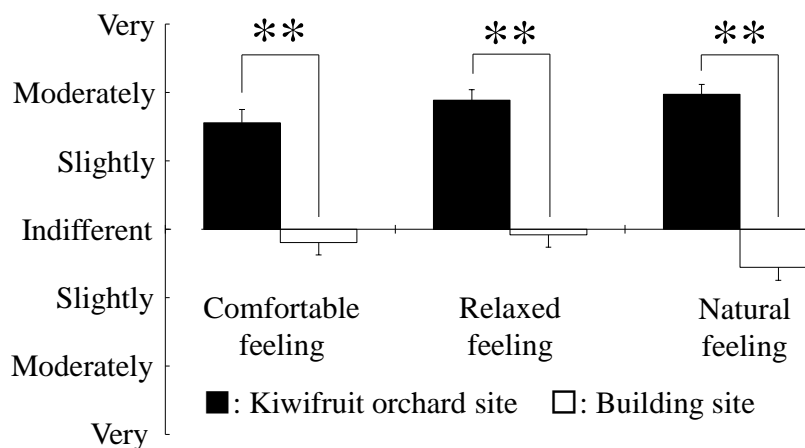 Very
Moderately
Slightly
Indifferent
Slightly
Moderately
Very
**
**
**
Comfortable
feeling
Relaxed
feeling
Natural
feeling
: Kiwifruit orchard site
: Building site